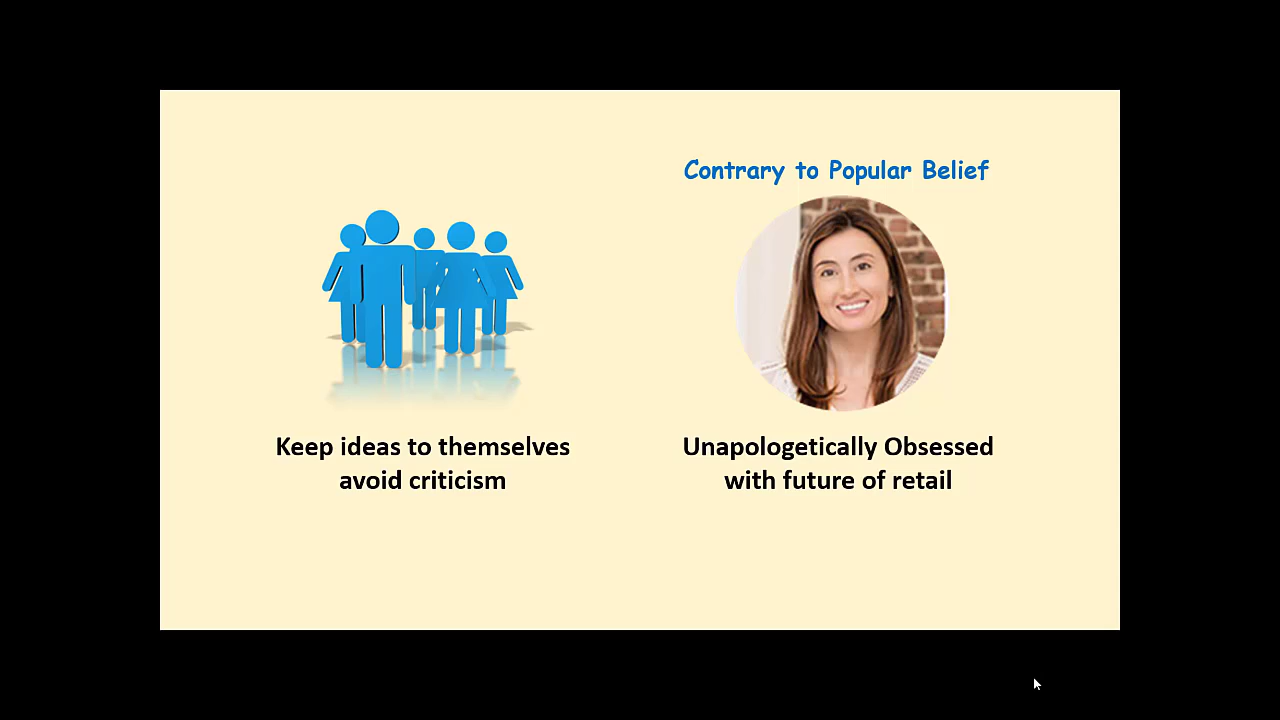 Contrary to Popular Belief
Keep ideas to themselves
avoid criticism
Unapologetically Obsessed
with future of retail